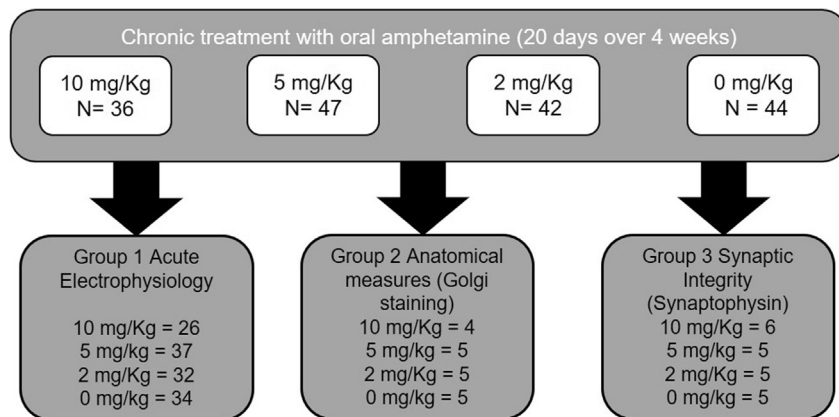 Chronic treatment with oral amphetamine (20 days over 4 weeks)
10 mg/Kg
N= 36
5 mg/Kg
N= 47
2 mg/Kg
N= 42
0 mg/Kg
N = 44
Group 1 Acute
Electrophysiology
10 mg/Kg = 26
5 mg/kg = 37
2 mg/kg = 32
0 mg/kg = 34
Group 2 Anatomical
measures (Golgi
staining)
10 mg/Kg = 4
5 mg/kg = 5
2 mg/kg = 5
0 mg/kg = 5
Group 3 Synaptic
Integrity
(Synaptophysin)
10 mg/Kg = 6
5 mg/kg = 5
2 mg/kg = 5
0 mg/kg = 5